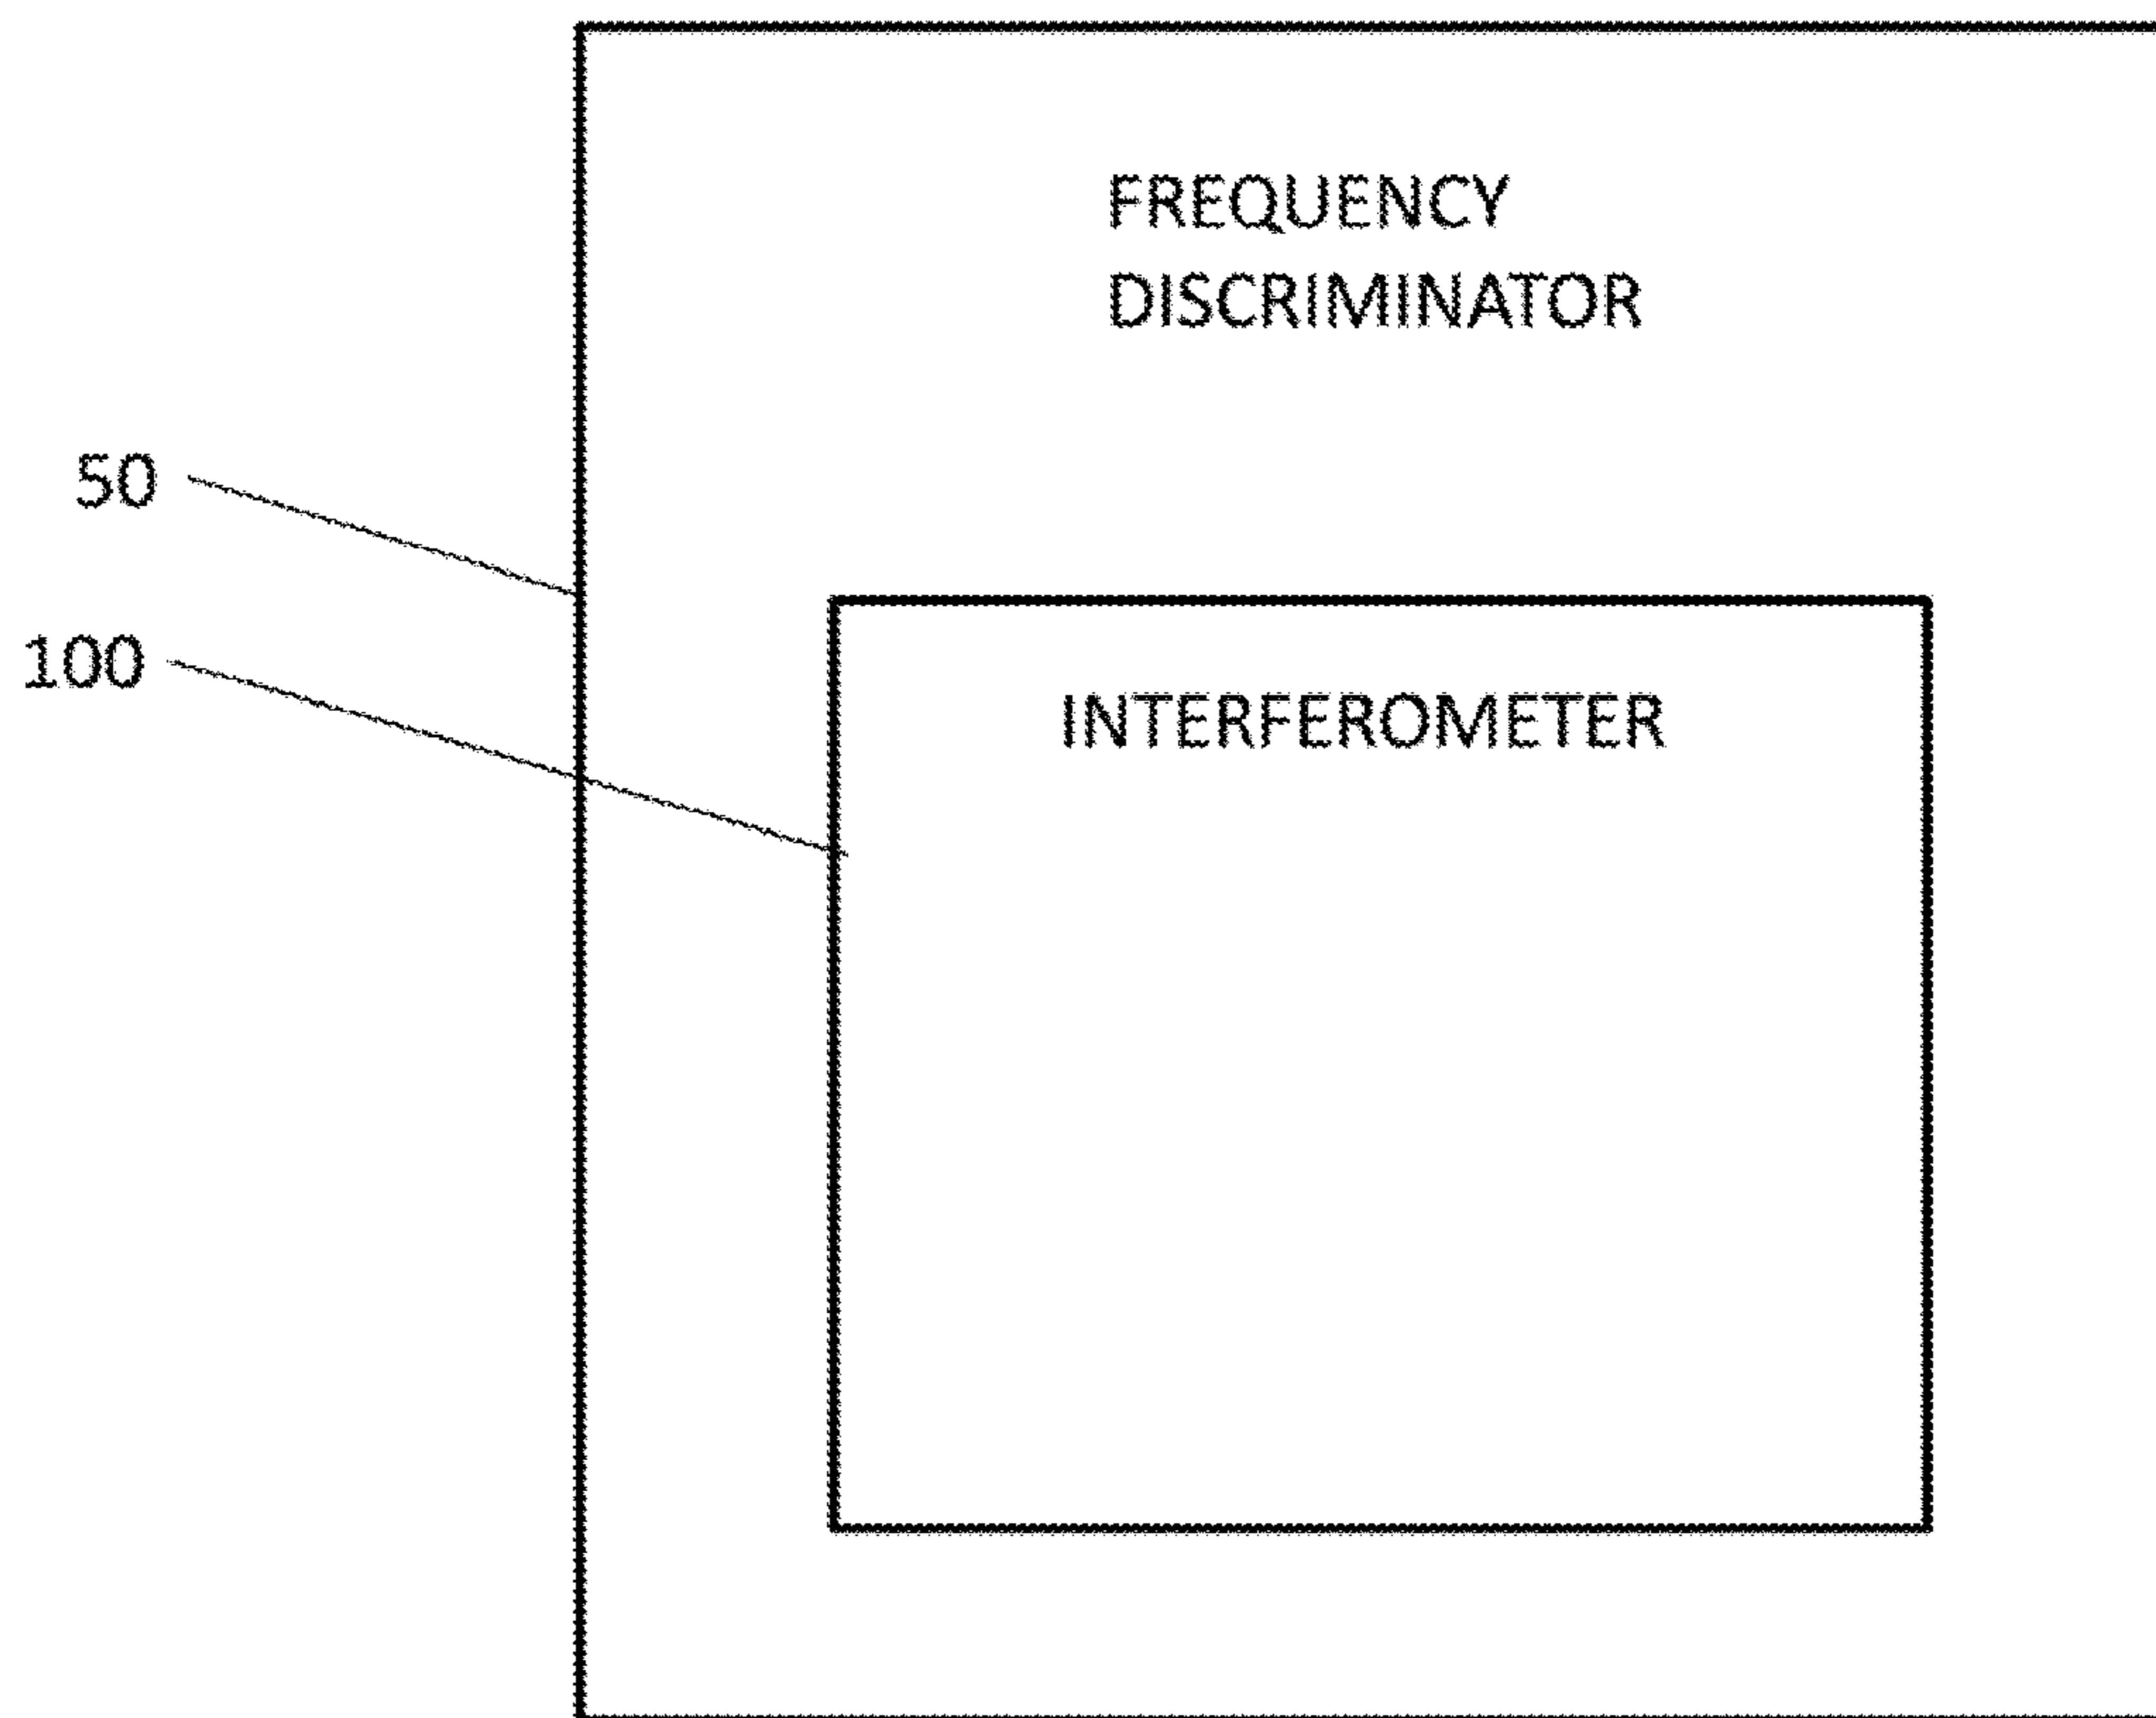 FREQUENCY
DISCRIMINATOR
50
100
INTERFEROMETER